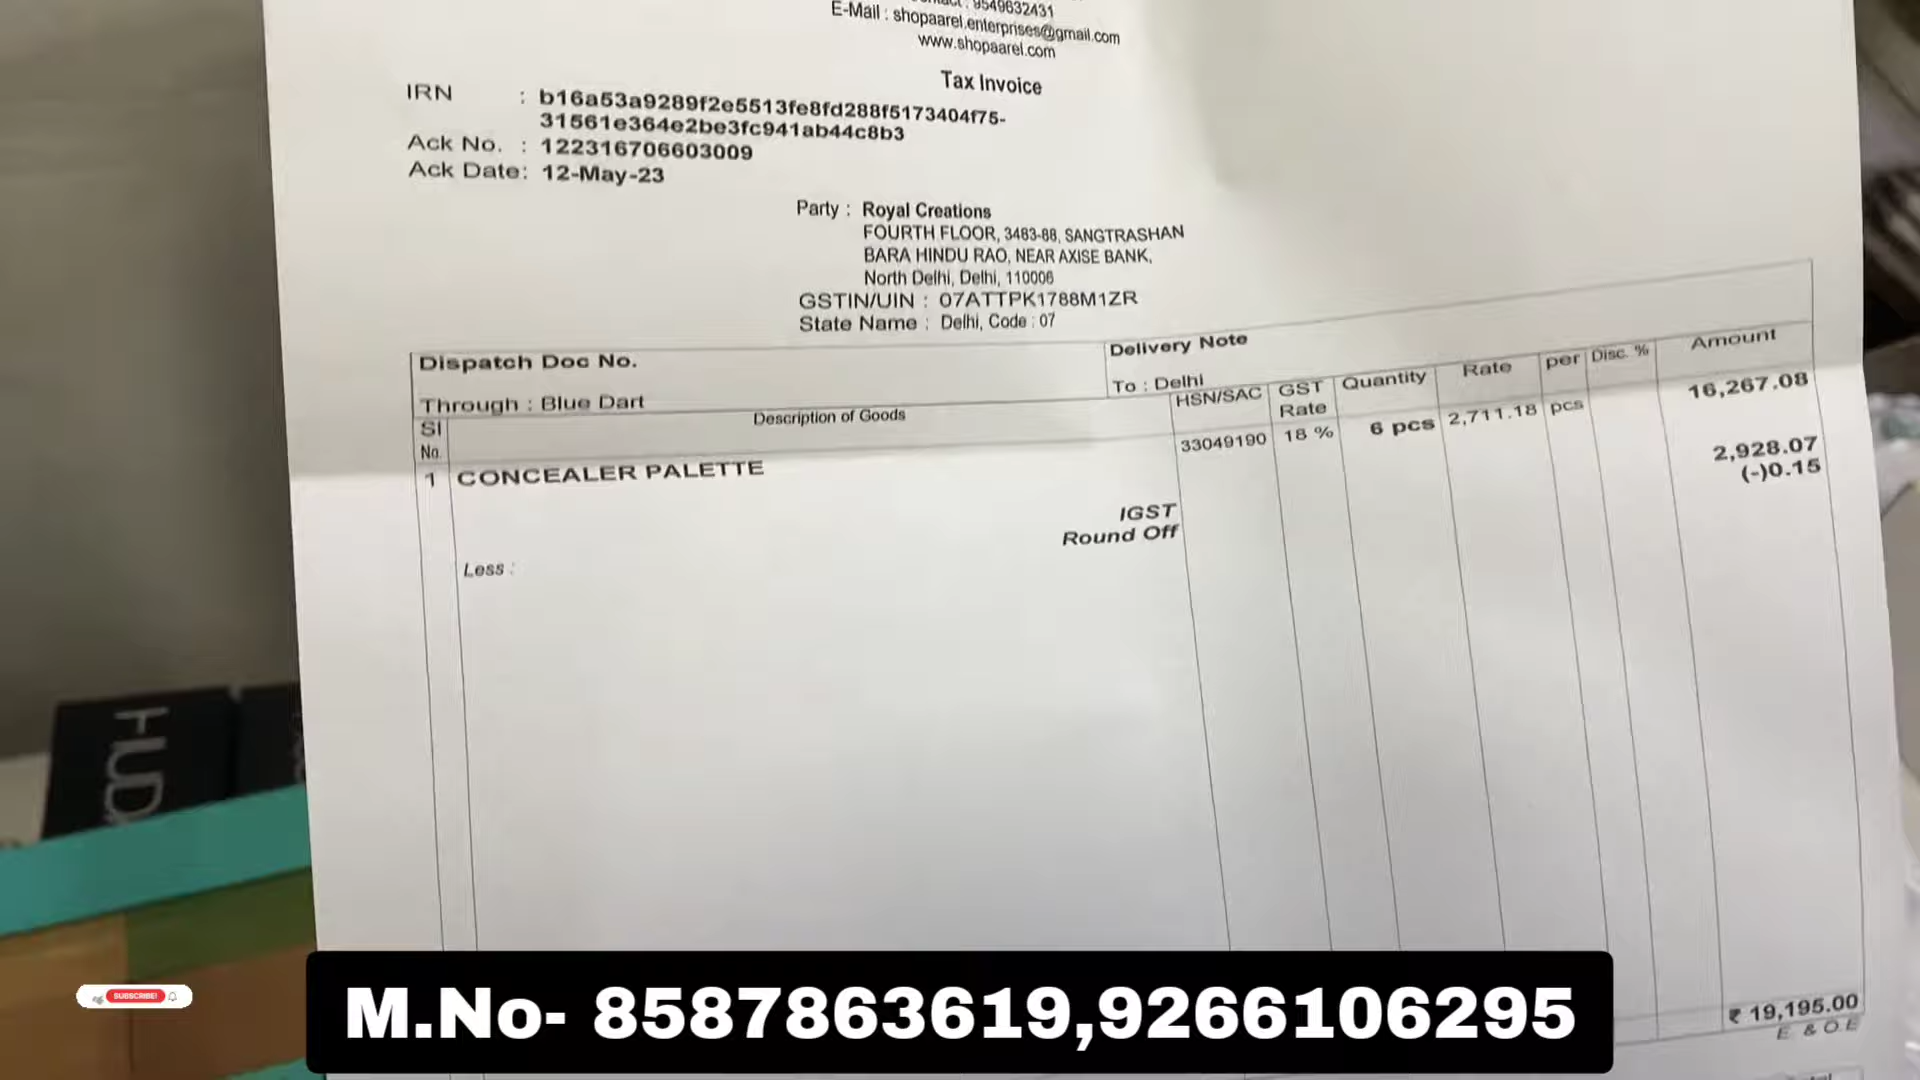 9549632431
E-Mail : shopaarel.enterprises@gmail.com
www.shopaarel.com
Tax Invoice
IRN : b16a53a9289f2e5513fe8fd288f5173404f75-
31561e364e2be3fc941ab44c8b3
Ack No. : 122316706603009
Ack Date : 12-May-23
Party : Royal Creations
FOURTH FLOOR, 3483-88, SANGTRASHAN
BARA HINDU RAO, NEAR AXISE BANK,
North Delhi, Delhi, 110006
GSTIN/UIN : 07ATTPK1788M1ZR
State Name : Delhi, Code : 07
Dispatch Doc No. Delivery Note
Through : Blue Dart To : Delhi
Sl No. Description of Goods HSN/SAC GST Rate Quantity Rate per Disc. % Amount
1 CONCEALER PALETTE 33049190 18 % 6 pcs 2,711.18 pcs 16,267.08
IGST 2,928.07
Less : Round Off (-)0.15
₹ 19,195.00
E. & O.E
HUD
SUBSCRIBE!
M.No- 8587863619,9266106295